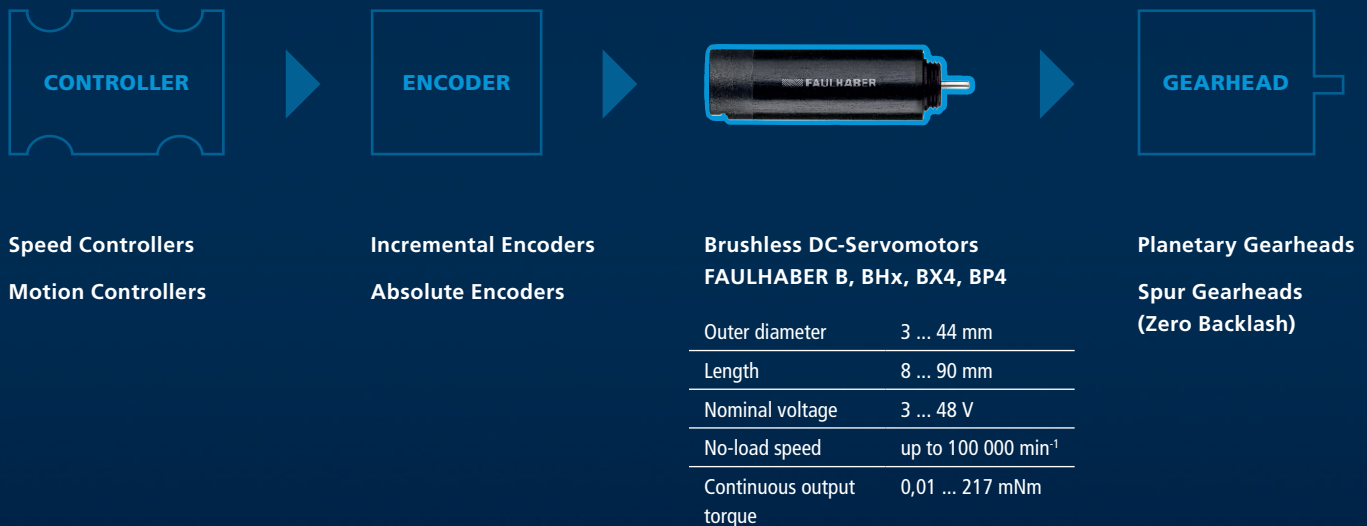 CONTROLLER
ENCODER
FAULHABER
GEARHEAD
Speed Controllers
Motion Controllers
Incremental Encoders
Absolute Encoders
Brushless DC-Servomotors
FAULHABER B, BHx, BX4, BP4
Outer diameter 3 ... 44 mm
Length 8 ... 90 mm
Nominal voltage 3 ... 48 V
No-load speed up to 100 000 min⁻¹
Continuous output 0,01 ... 217 mNm
torque
Planetary Gearheads
Spur Gearheads
(Zero Backlash)